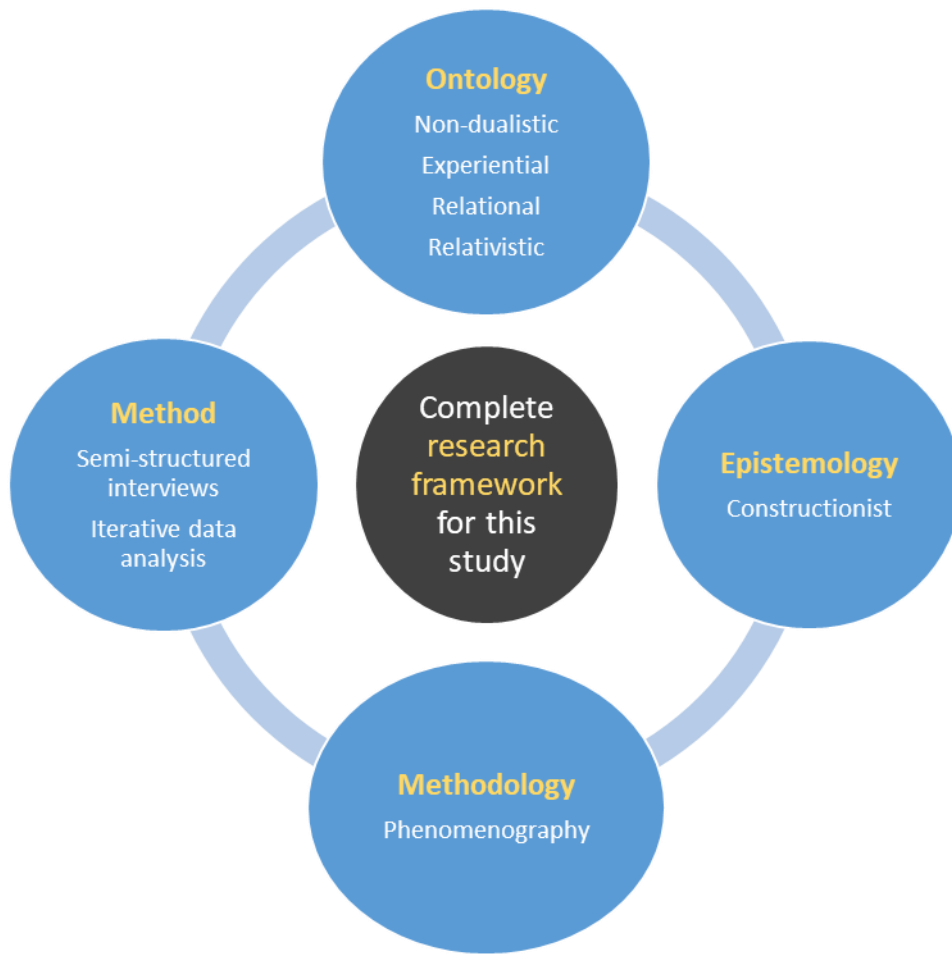 Ontology
Non-dualistic
Experiential
Relational
Relativistic
Method
Semi-structured
interviews
Iterative data
analysis
Complete
research
framework
for this
study
Epistemology
Constructionist
Methodology
Phenomenography